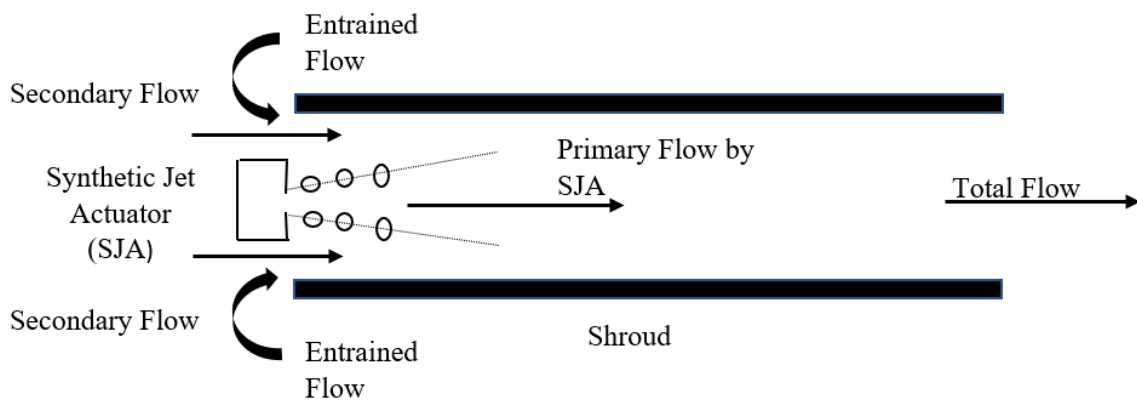 Entrained
Flow
Secondary Flow
Primary Flow by
SJA
Synthetic Jet
Actuator
(SJA)
Total Flow
Secondary Flow
Shroud
Entrained
Flow